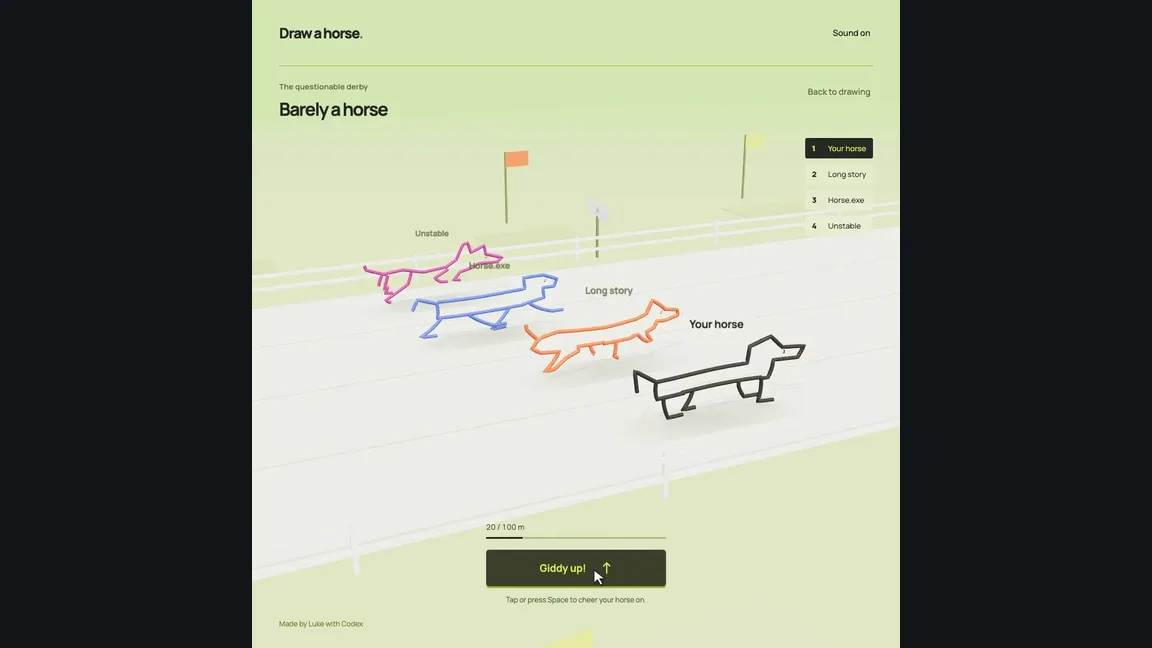 Draw a horse.
Sound on
The questionable derby
Barely a horse
Back to drawing
1 Your horse
2 Long story
3 Horse.exe
4 Unstable
Unstable
Horse.exe
Long story
Your horse
20 / 100 m
Giddy up! ↑
Tap or press Space to cheer your horse on.
Made by Luke with Codex